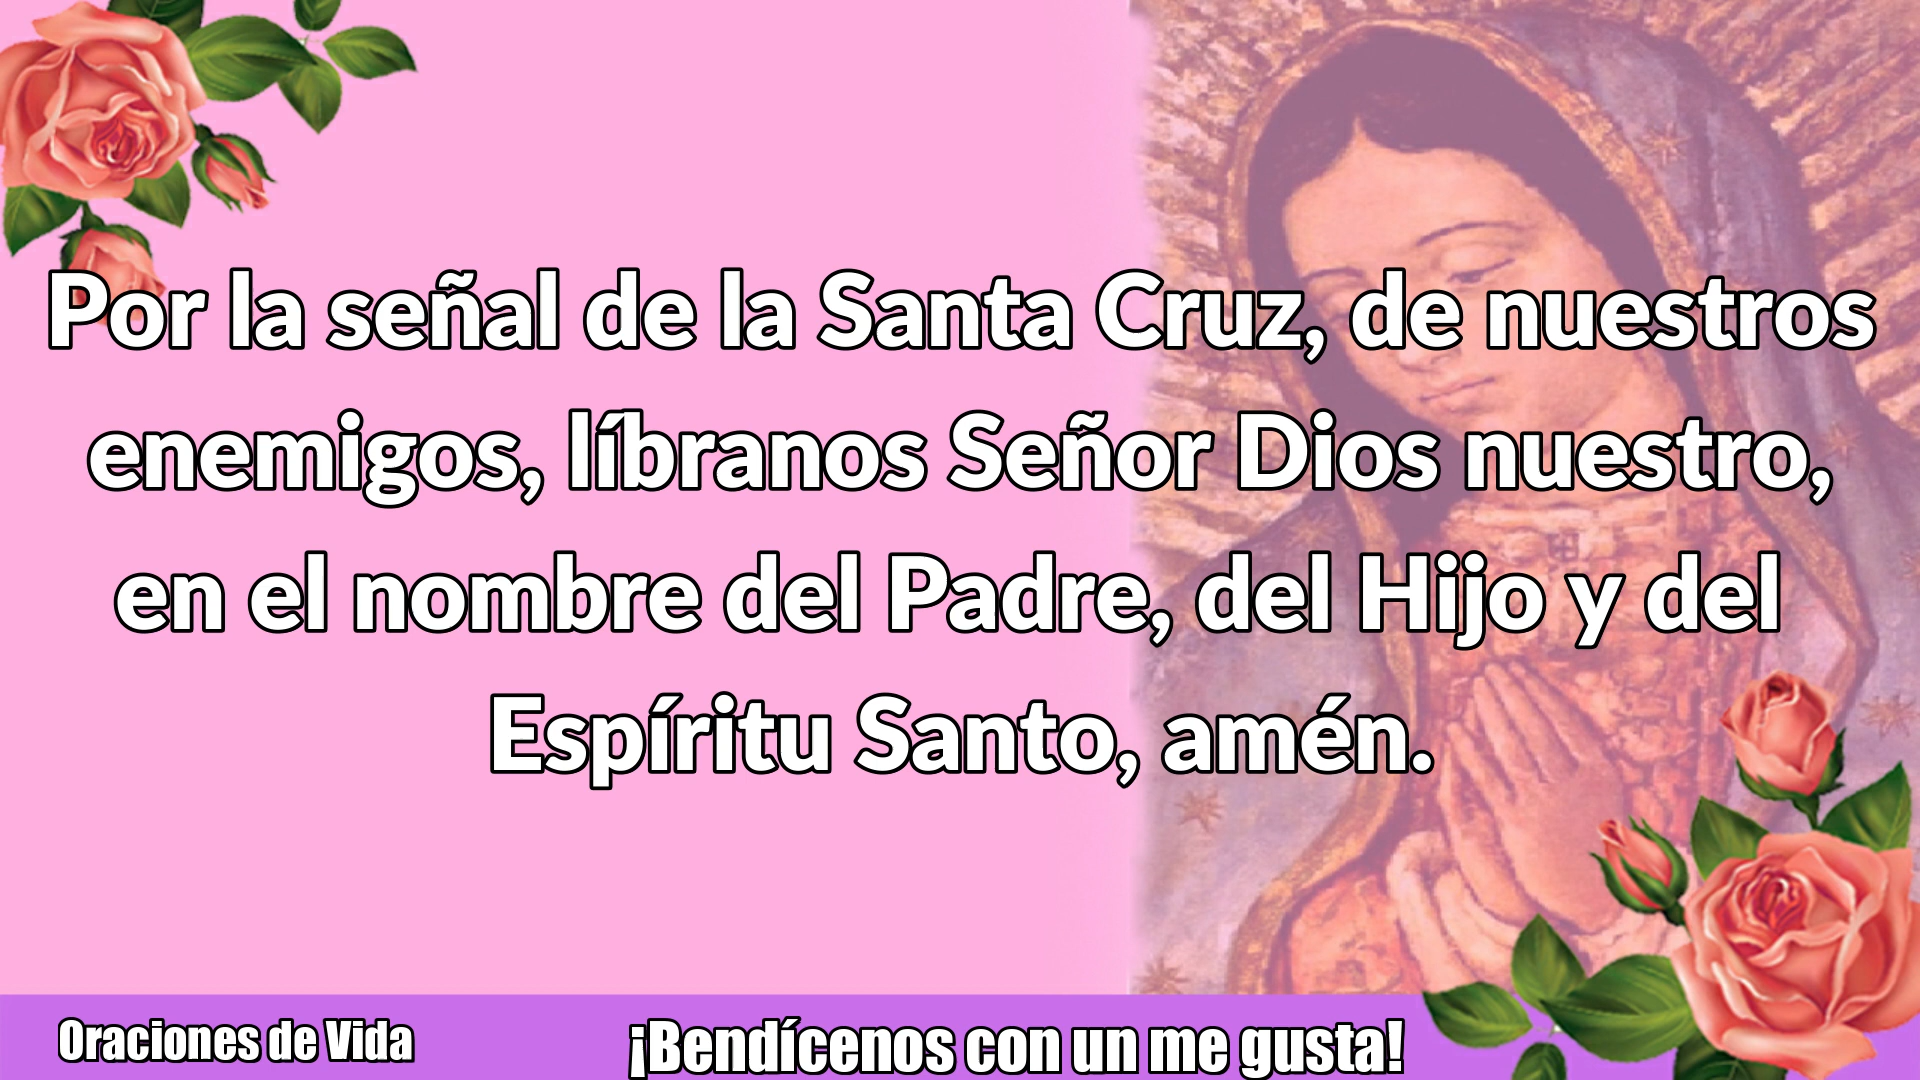 Por la señal de la Santa Cruz, de nuestros
enemigos, líbranos Señor Dios nuestro,
en el nombre del Padre, del Hijo y del
Espíritu Santo, amén.
Oraciones de Vida
¡Bendícenos con un me gusta!